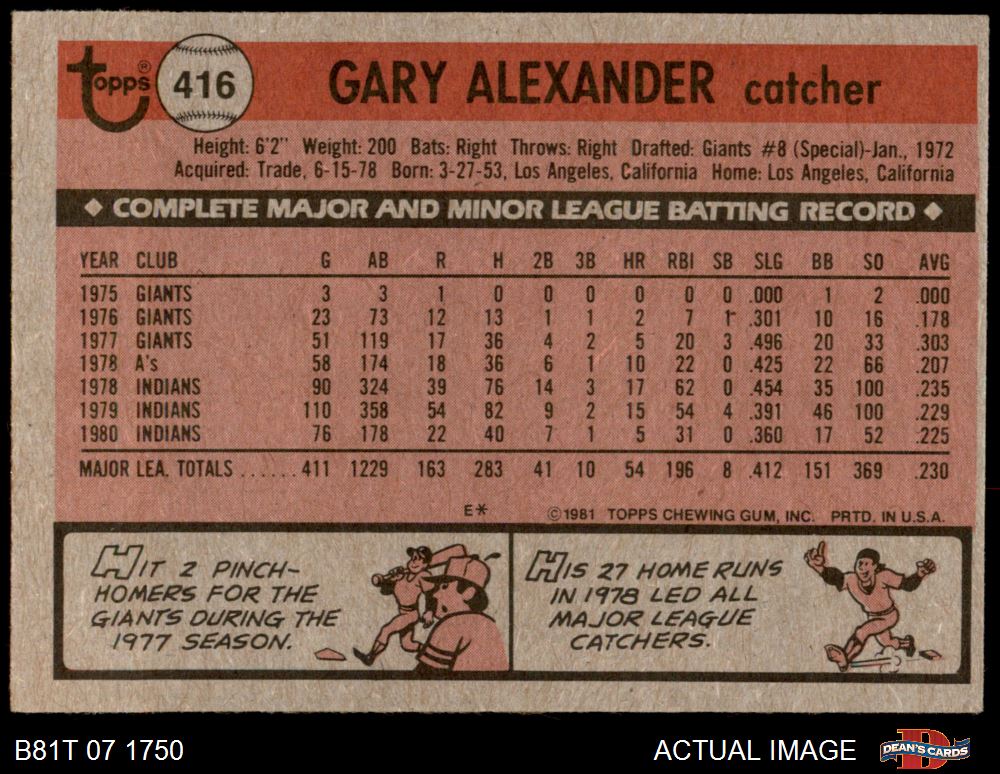 Topps® 416 GARY ALEXANDER catcher
Height: 6'2" Weight: 200 Bats: Right Throws: Right Drafted: Giants #8 (Special)-Jan., 1972
Acquired: Trade, 6-15-78 Born: 3-27-53, Los Angeles, California Home: Los Angeles, California
◆ COMPLETE MAJOR AND MINOR LEAGUE BATTING RECORD ◆
YEAR CLUB G AB R H 2B 3B HR RBI SB SLG BB SO AVG
1975 GIANTS 3 3 1 0 0 0 0 0 0 .000 1 2 .000
1976 GIANTS 23 73 12 13 1 1 2 7 1 .301 10 16 .178
1977 GIANTS 51 119 17 36 4 2 5 20 3 .496 20 33 .303
1978 A's 58 174 18 36 6 1 10 22 0 .425 22 66 .207
1978 INDIANS 90 324 39 76 14 3 17 62 0 .454 35 100 .235
1979 INDIANS 110 358 54 82 9 2 15 54 4 .391 46 100 .229
1980 INDIANS 76 178 22 40 7 1 5 31 0 .360 17 52 .225
MAJOR LEA. TOTALS ...... 411 1229 163 283 41 10 54 196 8 .412 151 369 .230
E* ©1981 TOPPS CHEWING GUM, INC. PRTD. IN U.S.A.
HIT 2 PINCH-
HOMERS FOR THE
GIANTS DURING THE
1977 SEASON.
HIS 27 HOME RUNS
IN 1978 LED ALL
MAJOR LEAGUE
CATCHERS.
B81T 07 1750 ACTUAL IMAGE DEAN'S CARDS